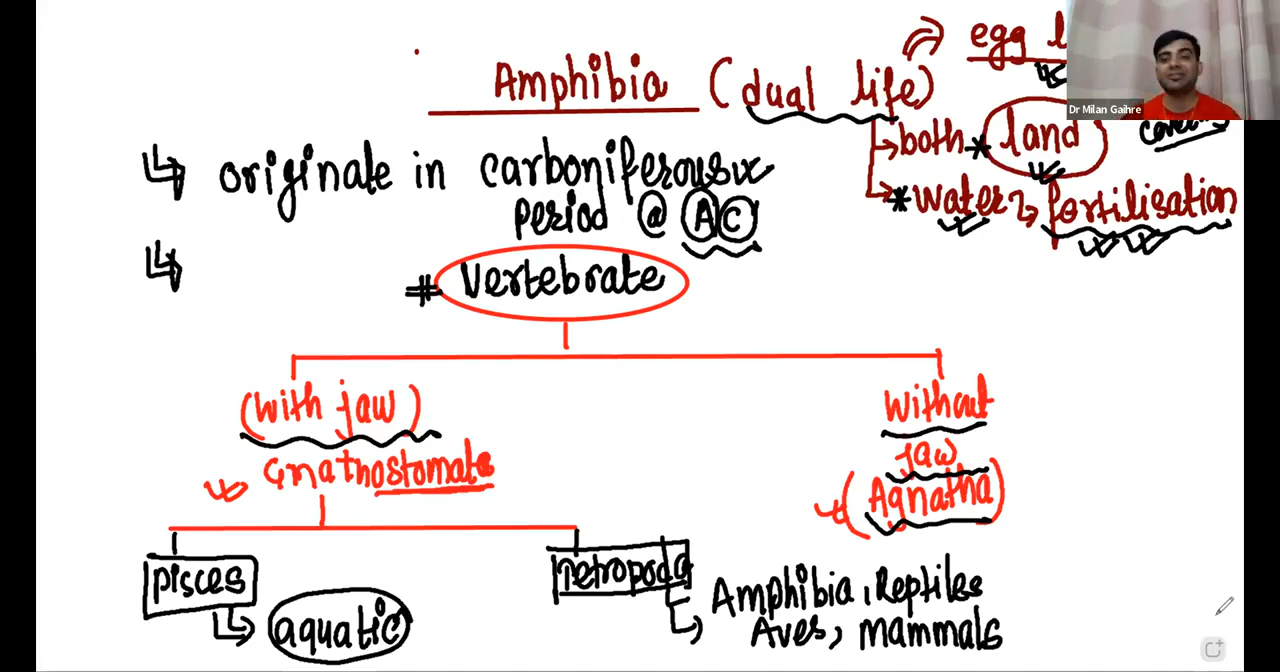 Amphibia (dual life)
egg l
both * land
* water → fertilisation
Dr Milan Gaihre
↳ originate in carboniferous
period @ AC
# Vertebrate
(with jaw)
Gnathostomata
Without
jaw
(Agnatha)
pisces
↳ aquatic
Tetropoda
↳ Amphibia, Reptiles
Aves, mammals